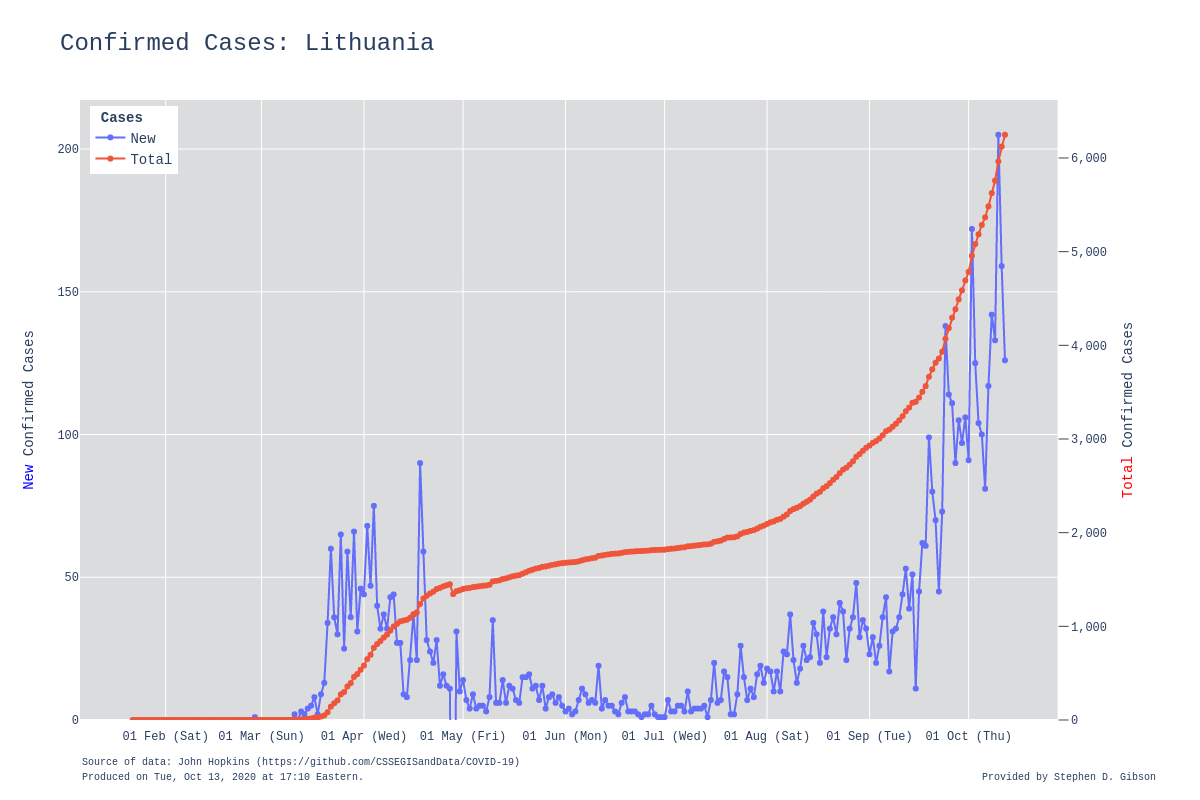 Confirmed Cases: Lithuania
Cases
New
Total
200
150
100
50
0
6,000
5,000
4,000
3,000
2,000
1,000
0
New Confirmed Cases
Total Confirmed Cases
01 Feb (Sat) 01 Mar (Sun) 01 Apr (Wed) 01 May (Fri) 01 Jun (Mon) 01 Jul (Wed) 01 Aug (Sat) 01 Sep (Tue) 01 Oct (Thu)
Source of data: John Hopkins (https://github.com/CSSEGISandData/COVID-19)
Produced on Tue, Oct 13, 2020 at 17:10 Eastern.
Provided by Stephen D. Gibson